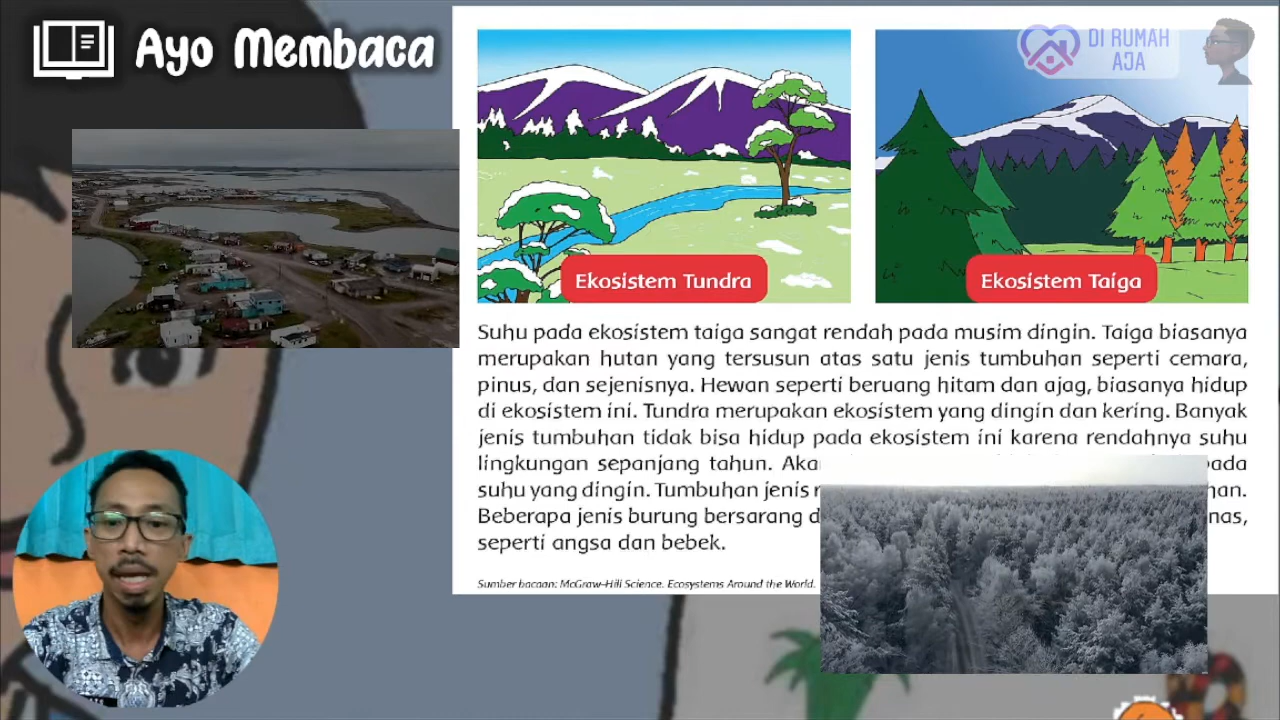 Ayo Membaca
DI RUMAH
AJA
Ekosistem Tundra
Ekosistem Taiga
Suhu pada ekosistem taiga sangat rendah pada musim dingin. Taiga biasanya
merupakan hutan yang tersusun atas satu jenis tumbuhan seperti cemara,
pinus, dan sejenisnya. Hewan seperti beruang hitam dan ajag, biasanya hidup
di ekosistem ini. Tundra merupakan ekosistem yang dingin dan kering. Banyak
jenis tumbuhan tidak bisa hidup pada ekosistem ini karena rendahnya suhu
lingkungan sepanjang tahun.
suhu yang dingin. Tumbuhan jenis
Beberapa jenis burung bersarang
seperti angsa dan bebek.
Sumber bacaan: McGraw-Hill Science. Ecosystems Around the World.